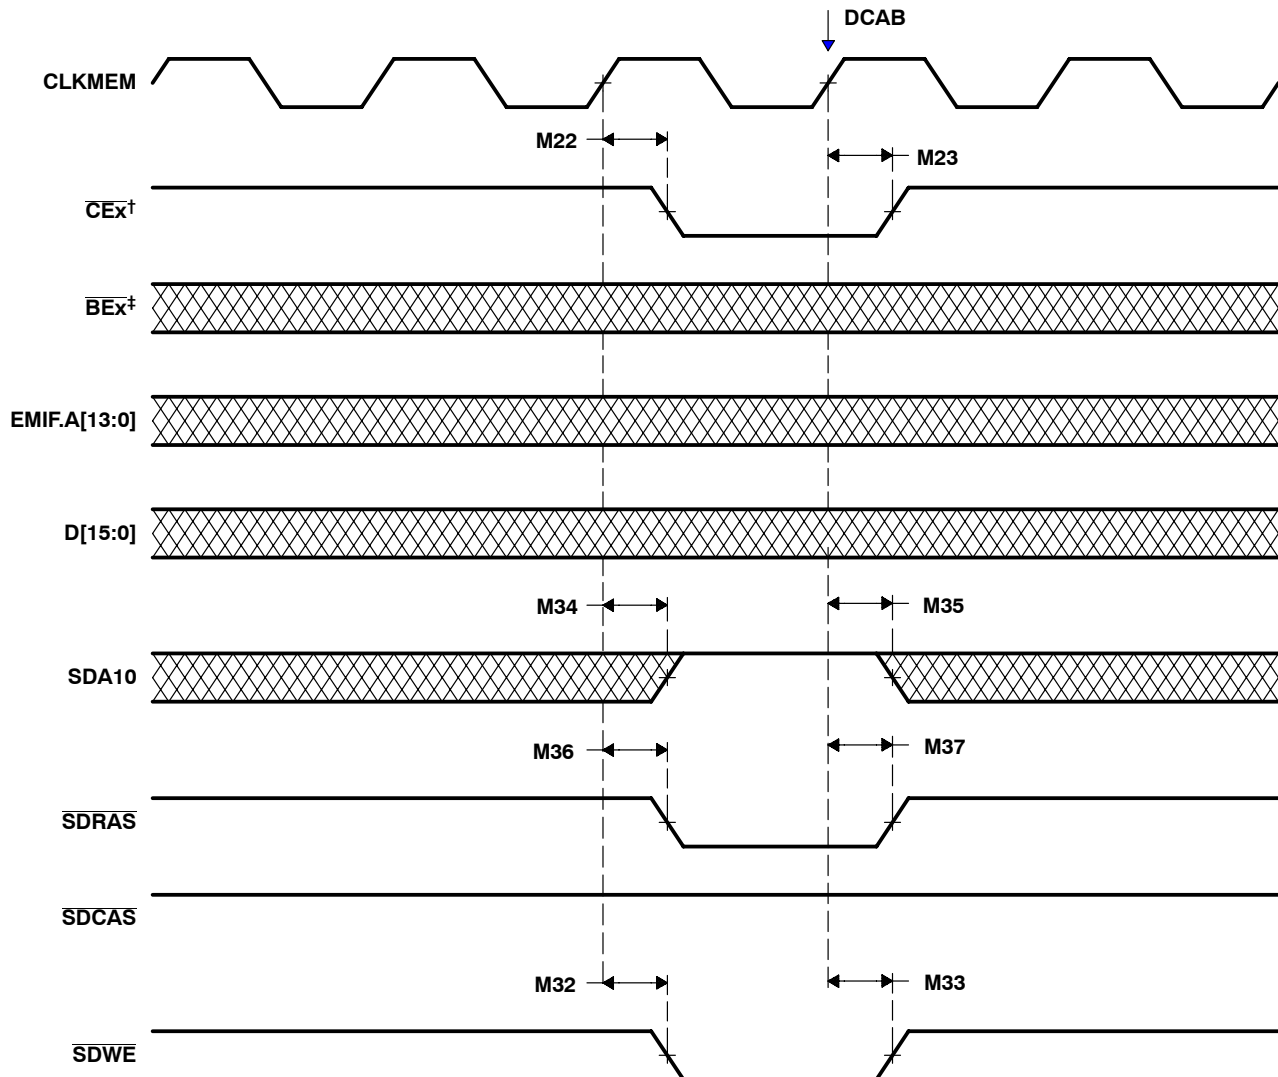 DCAB
CLKMEM
M22
M23
CEx†
BEx‡
EMIF.A[13:0]
D[15:0]
M34
M35
SDA10
M36
M37
SDRAS
SDCAS
M32
M33
SDWE